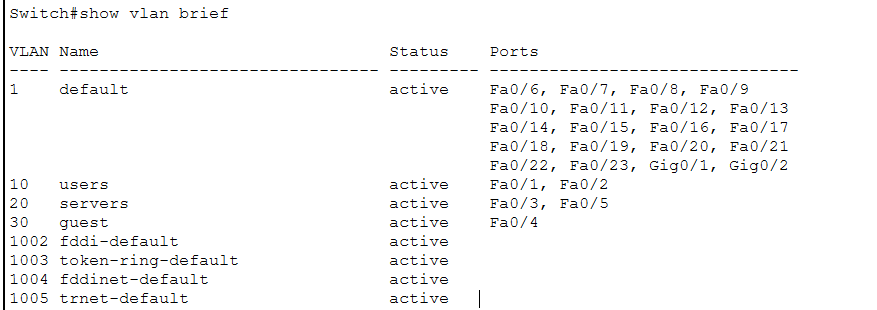 Switch#show vlan brief
VLAN Name                             Status    Ports
---- -------------------------------- --------- -------------------------------
1    default                          active    Fa0/6, Fa0/7, Fa0/8, Fa0/9
                                                Fa0/10, Fa0/11, Fa0/12, Fa0/13
                                                Fa0/14, Fa0/15, Fa0/16, Fa0/17
                                                Fa0/18, Fa0/19, Fa0/20, Fa0/21
                                                Fa0/22, Fa0/23, Gig0/1, Gig0/2
10   users                            active    Fa0/1, Fa0/2
20   servers                          active    Fa0/3, Fa0/5
30   guest                            active    Fa0/4
1002 fddi-default                     active
1003 token-ring-default               active
1004 fddinet-default                  active
1005 trnet-default                    active